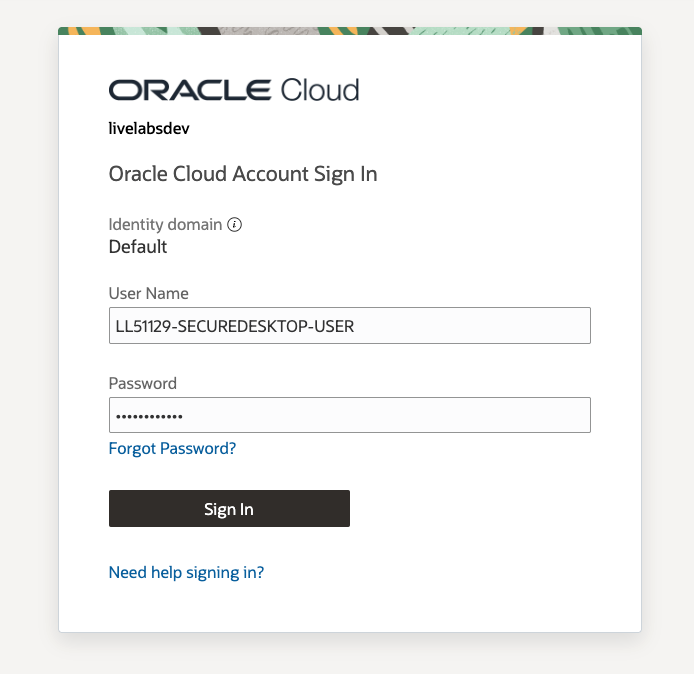 ORACLE Cloud
livelabsdev
Oracle Cloud Account Sign In
Identity domain
Default
User Name
LL51129-SECUREDESKTOP-USER
Password
••••••••••••
Forgot Password?
Sign In
Need help signing in?